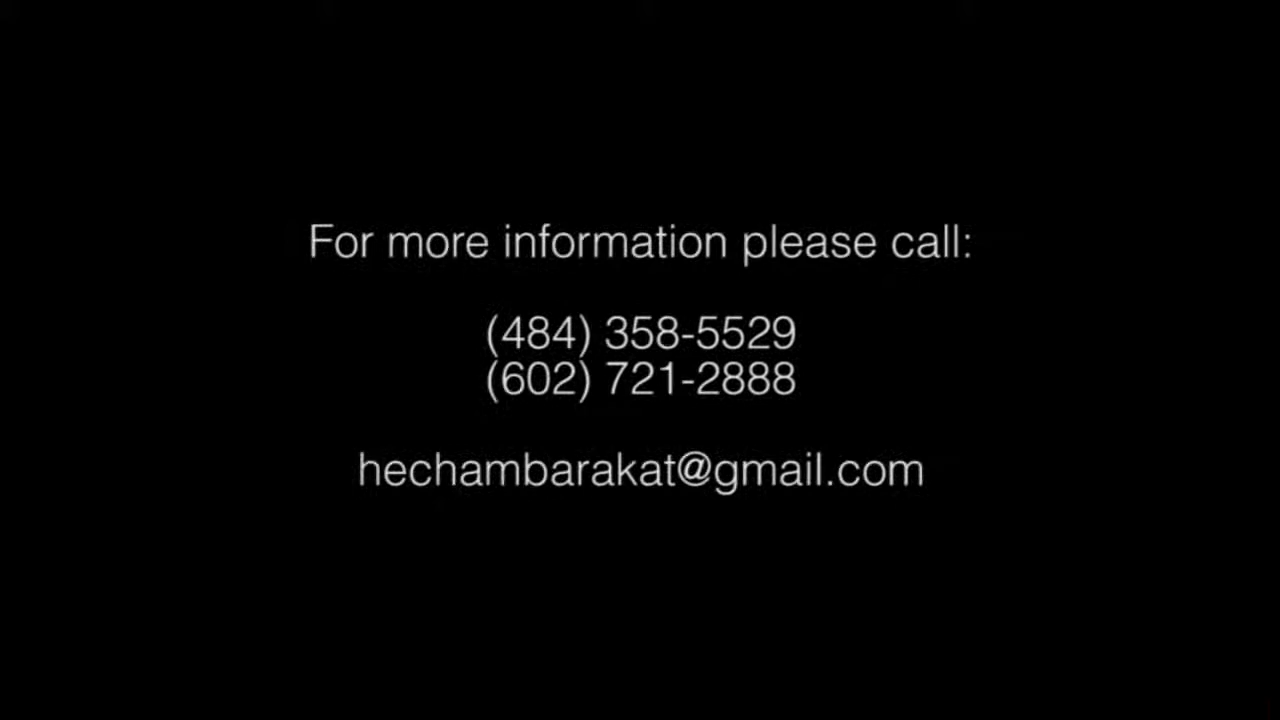 For more information please call:
(484) 358-5529
(602) 721-2888
hechambarakat@gmail.com